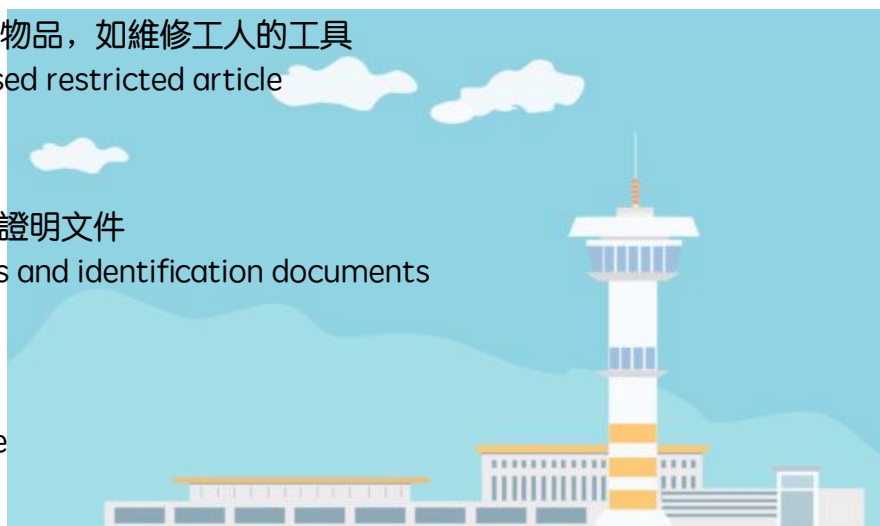 物品，如維修工人的工具
sed restricted article
證明文件
s and identification documents
e